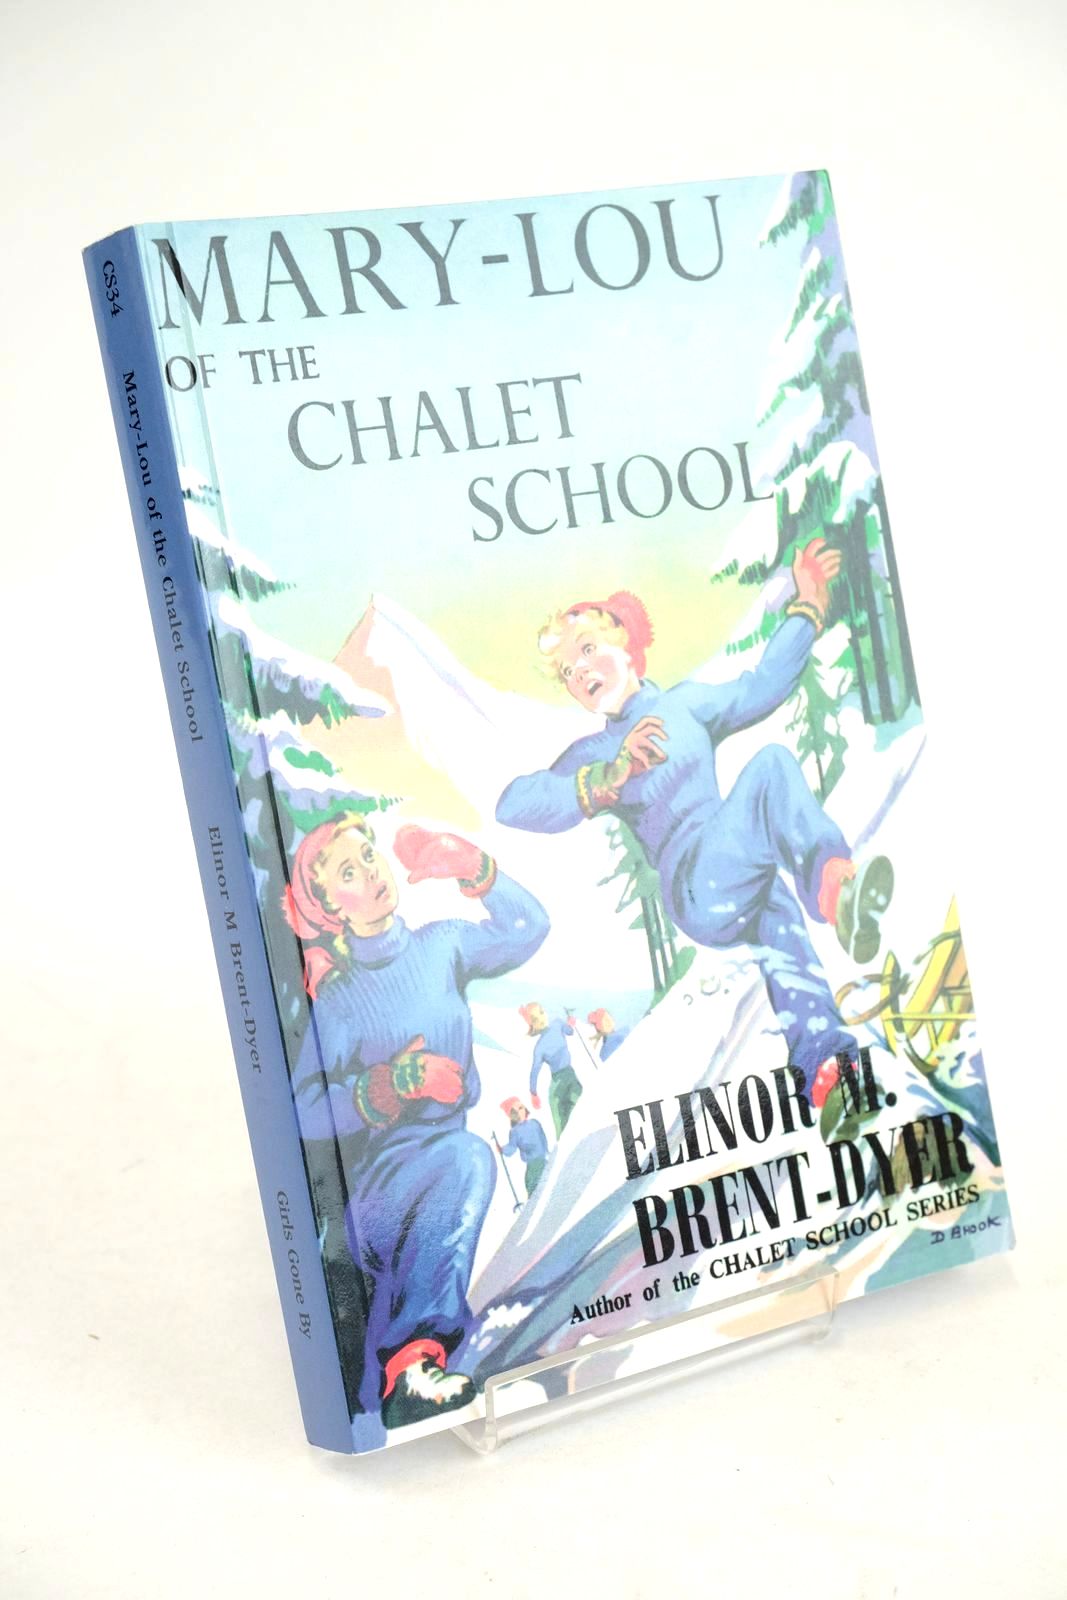 MARY-LOU
OF THE
CHALET
SCHOOL
ELINOR M.
BRENT-DYER
Author of the CHALET SCHOOL SERIES
D BROOK
CS34 Mary-Lou of the Chalet School Elinor M Brent-Dyer Girls Gone By